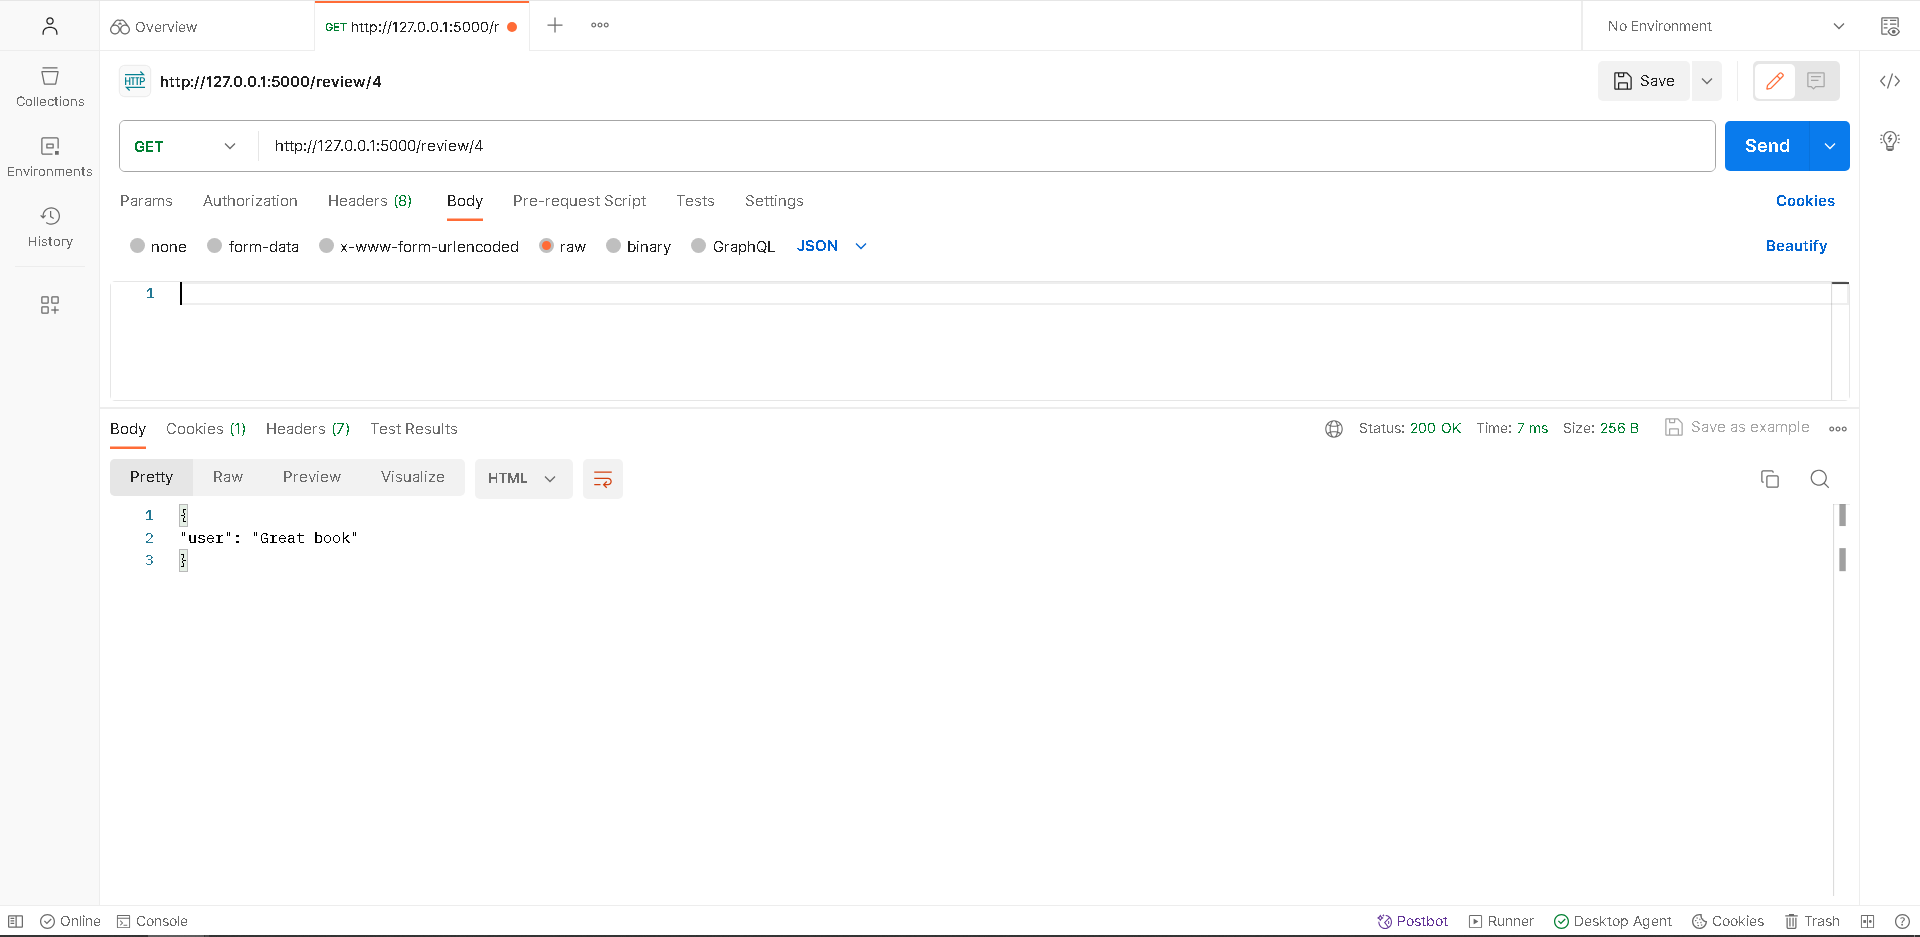 Overview
GET http://127.0.0.1:5000/r
No Environment
Collections
Environments
History
HTTP http://127.0.0.1:5000/review/4
Save
GET http://127.0.0.1:5000/review/4
Send
Params Authorization Headers (8) Body Pre-request Script Tests Settings
Cookies
none form-data x-www-form-urlencoded raw binary GraphQL JSON
Beautify
1
Body Cookies (1) Headers (7) Test Results
Status: 200 OK Time: 7 ms Size: 256 B Save as example
Pretty Raw Preview Visualize HTML
1 {
2 "user": "Great book"
3 }
Online Console
Postbot Runner Desktop Agent Cookies Trash